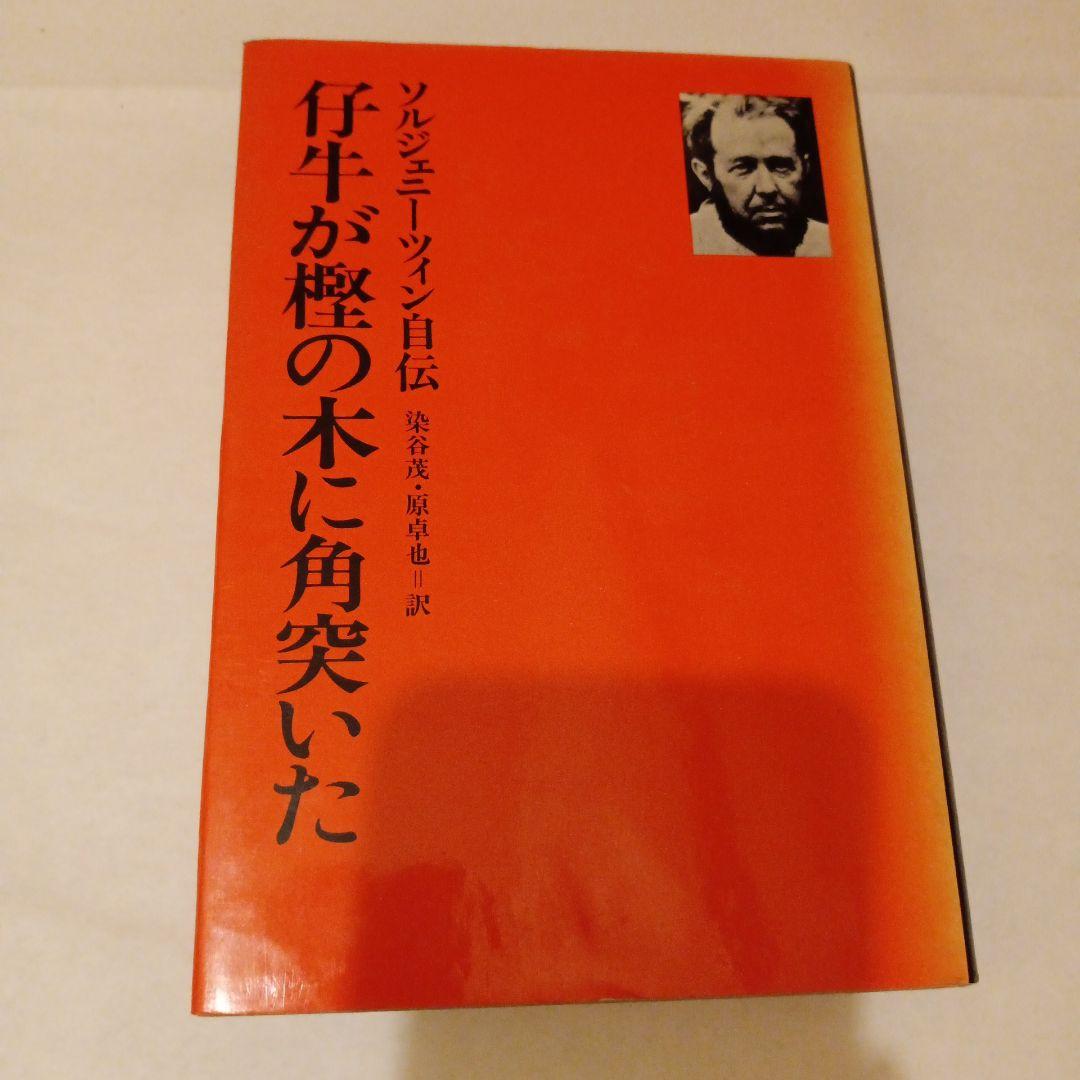 ソルジェニーツィン自伝
染谷茂・原卓也＝訳
仔牛が樫の木に角突いた